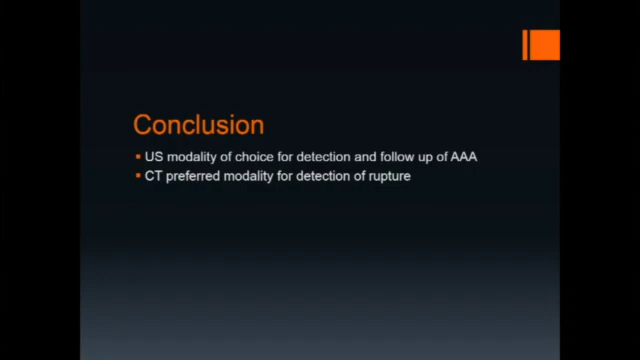 Conclusion
▪ US modality of choice for detection and follow up of AAA
▪ CT preferred modality for detection of rupture